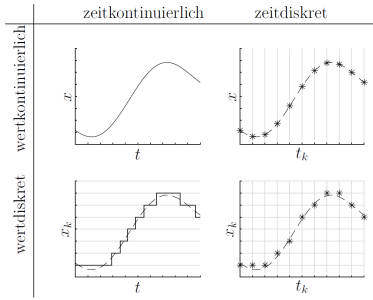 zeitkontinuierlich zeitdiskret
wertkontinuierlich
x
t
x
t_k
wertdiskret
x_k
t
x_k
t_k